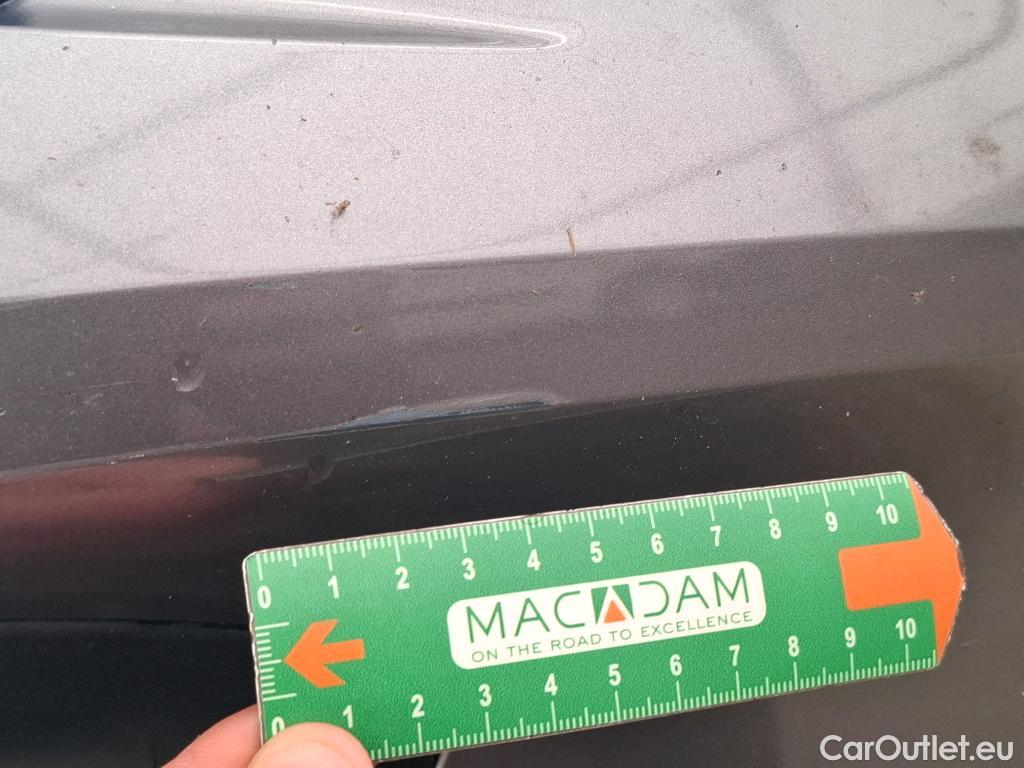 0 1 2 3 4 5 6 7 8 9 10
MACADAM
ON THE ROAD TO EXCELLENCE
0 1 2 3 4 5 6 7 8 9 10
CarOutlet.eu